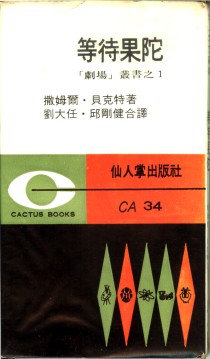 等待果陀
「劇場」叢書之1
撒姆爾・貝克特著
劉大任・邱剛健合譯
仙人掌出版社
CACTUS BOOKS
CA 34